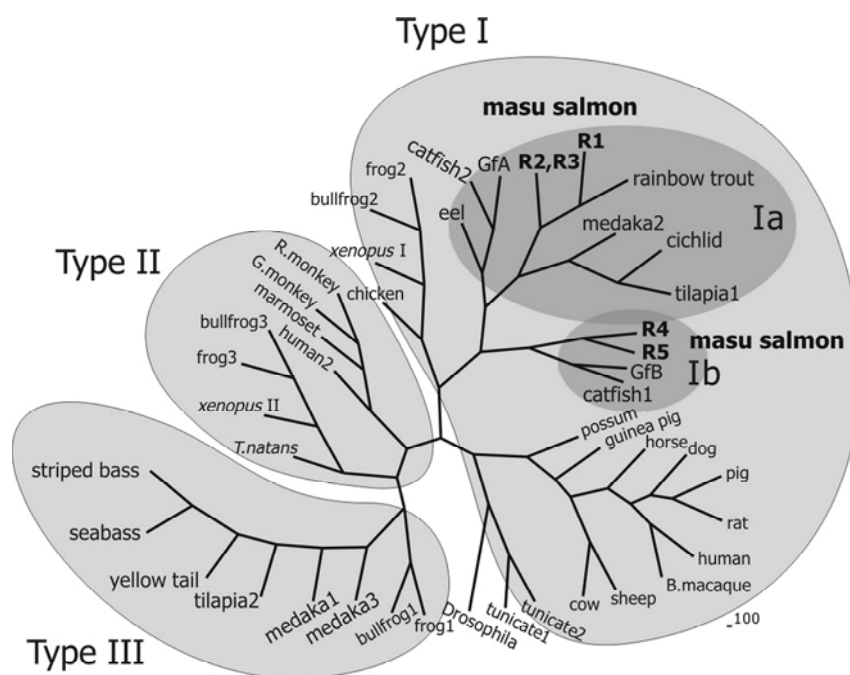 Type I
masu salmon
R1
catfish2
GfA
R2,R3
frog2
rainbow trout
bullfrog2
eel
medaka2
Ia
cichlid
xenopus I
Type II
R.monkey
G.monkey
chicken
tilapia1
marmoset
bullfrog3
human2
R4
masu salmon
R5
frog3
GfB
Ib
catfish1
xenopus II
possum
guinea pig
T.natans
horse
dog
striped bass
pig
seabass
rat
yellow tail
human
tilapia2
B.macaque
medaka1
medaka3
bullfrog1
frog1
Drosophila
tunicate1
tunicate2
cow
sheep
100
Type III